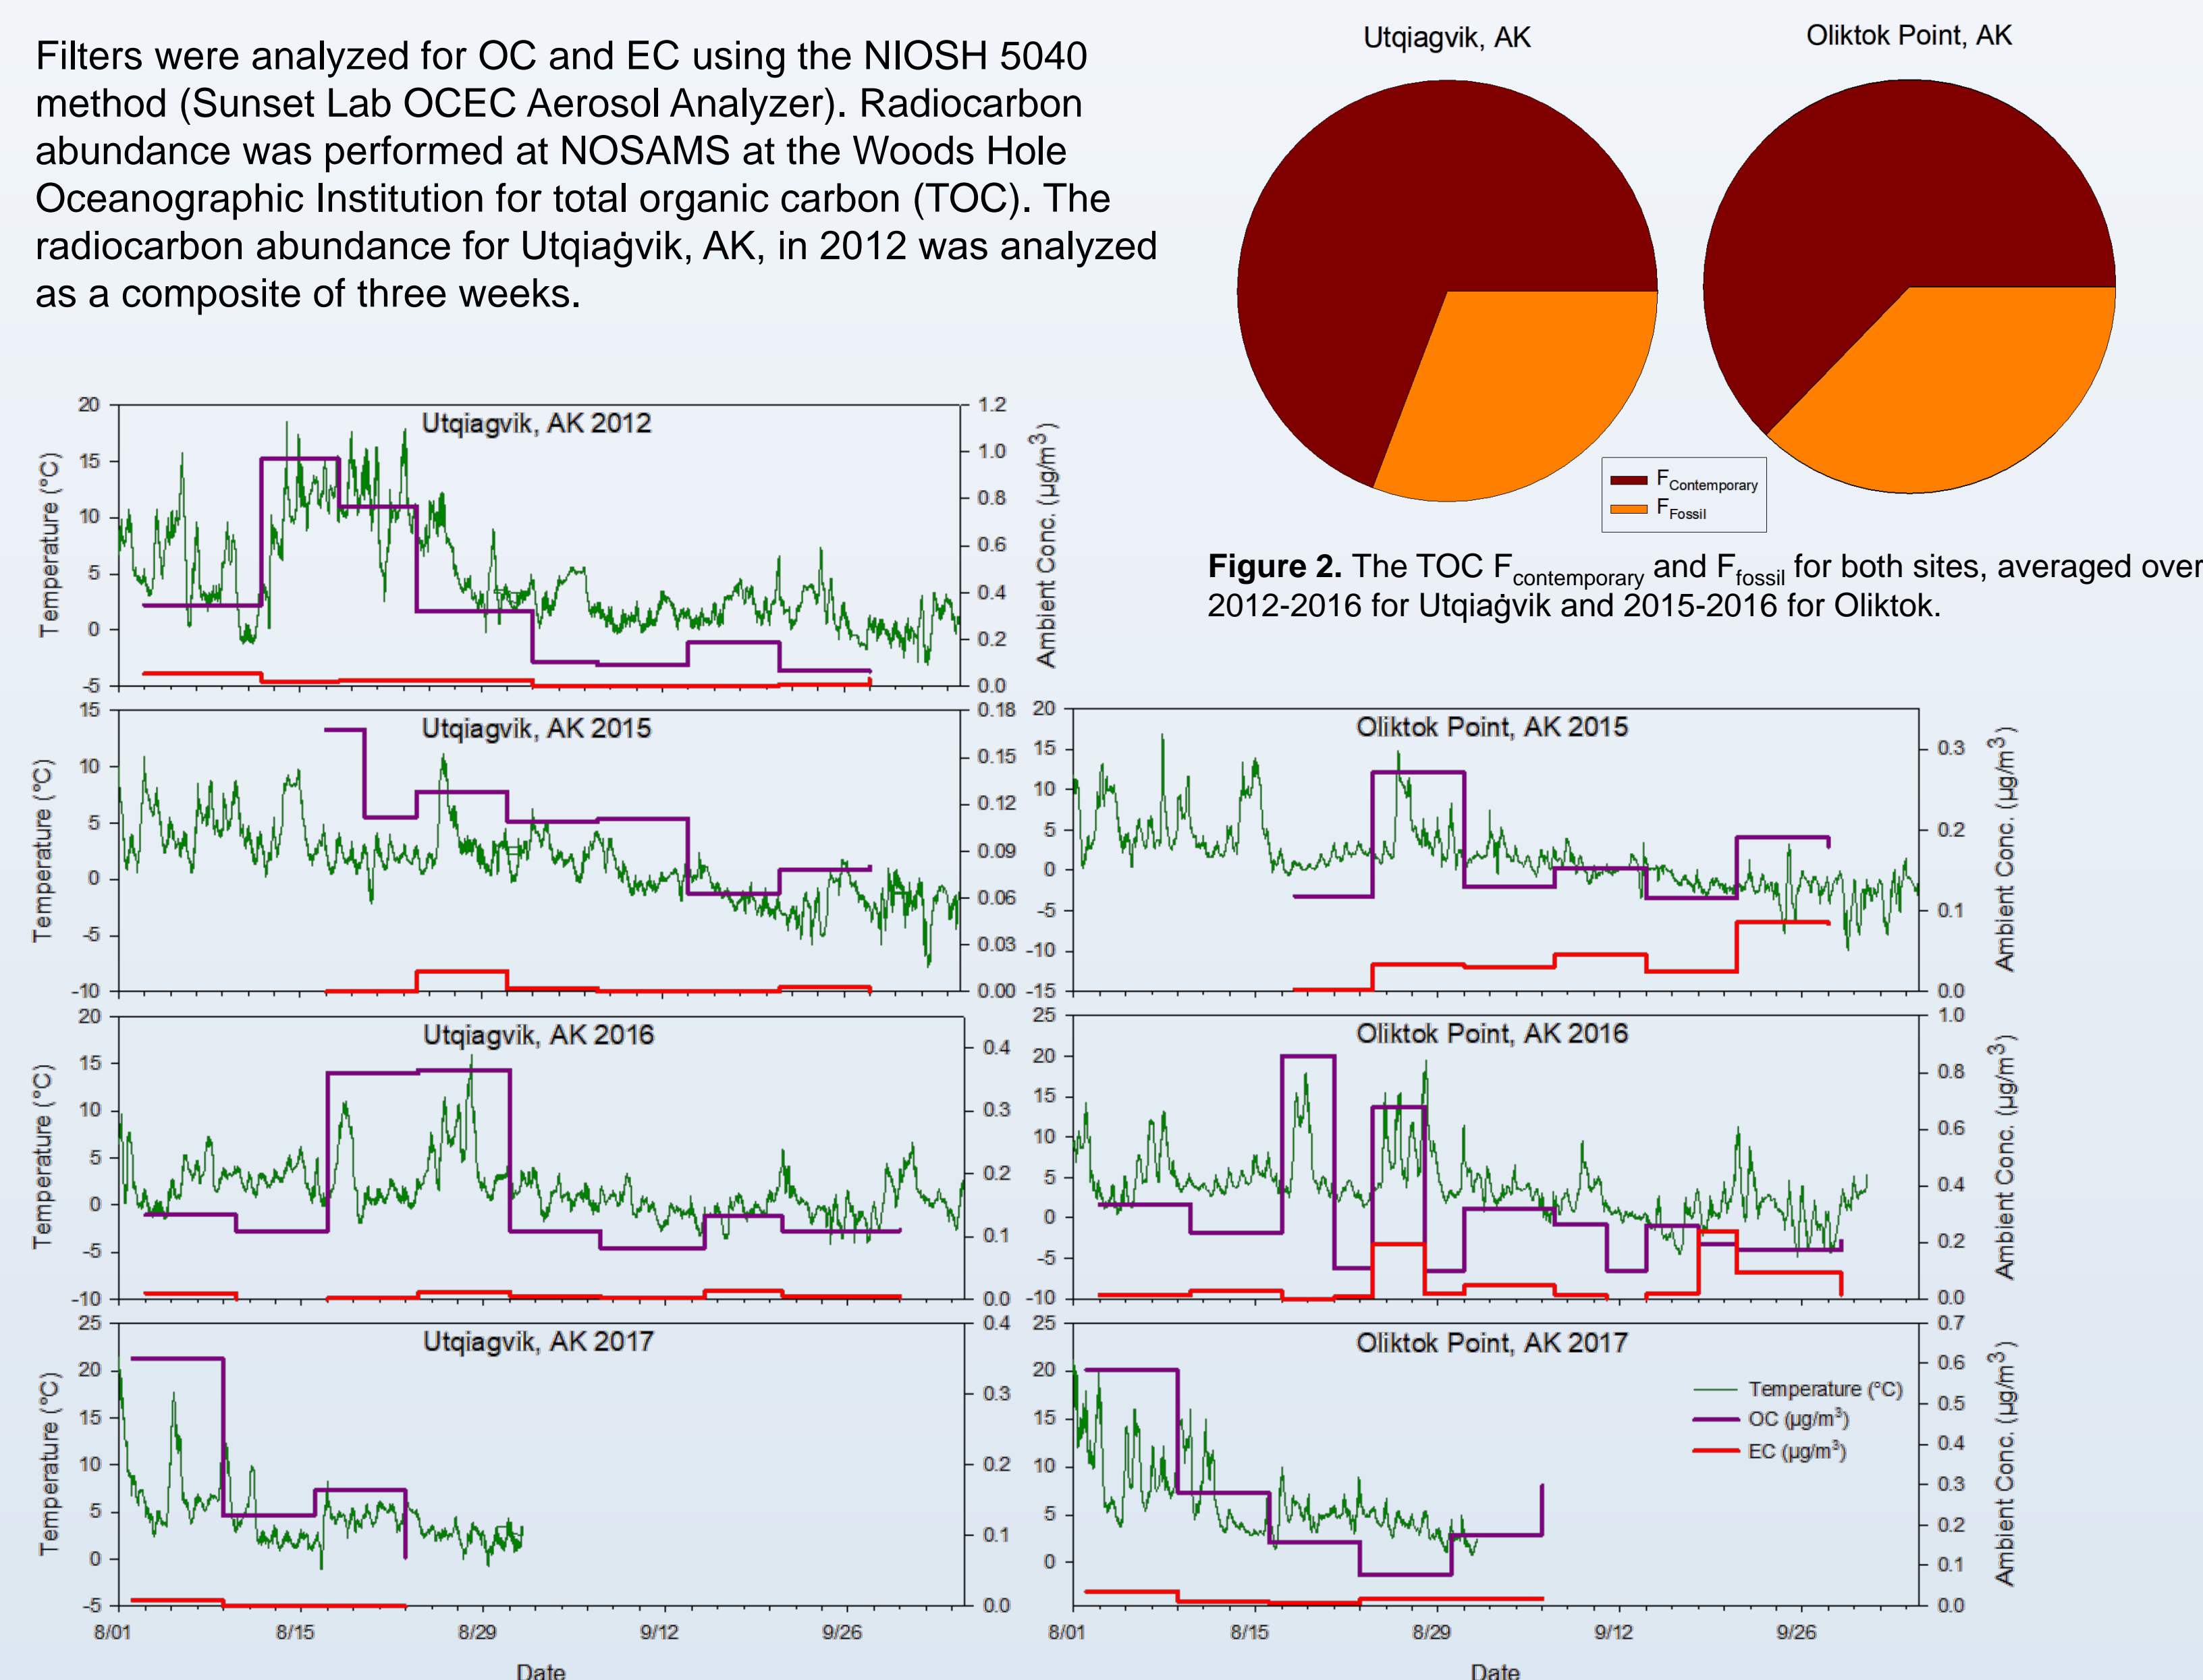 Filters were analyzed for OC and EC using the NIOSH 5040
method (Sunset Lab OCEC Aerosol Analyzer). Radiocarbon
abundance was performed at NOSAMS at the Woods Hole
Oceanographic Institution for total organic carbon (TOC). The
radiocarbon abundance for Utqiaġvik, AK, in 2012 was analyzed
as a composite of three weeks.
Utqiagvik, AK
Oliktok Point, AK
F Contemporary
F Fossil
Figure 2. The TOC F contemporary and F fossil for both sites, averaged over
2012-2016 for Utqiaġvik and 2015-2016 for Oliktok.
Utqiagvik, AK 2012
Temperature (°C)
20
15
10
5
0
-5
1.2
1.0
0.8
0.6
0.4
0.2
0.0
Ambient Conc. (µg/m³)
Utqiagvik, AK 2015
Temperature (°C)
15
10
5
0
-5
-10
0.18
0.15
0.12
0.09
0.06
0.03
0.00
Oliktok Point, AK 2015
20
15
10
5
0
-5
-10
-15
0.3
0.2
0.1
0.0
Ambient Conc. (µg/m³)
Utqiagvik, AK 2016
Temperature (°C)
20
15
10
5
0
-5
-10
0.4
0.3
0.2
0.1
0.0
Oliktok Point, AK 2016
25
20
15
10
5
0
-5
-10
1.0
0.8
0.6
0.4
0.2
0.0
Ambient Conc. (µg/m³)
Utqiagvik, AK 2017
Temperature (°C)
25
20
15
10
5
0
-5
0.4
0.3
0.2
0.1
0.0
8/01 8/15 8/29 9/12 9/26
Date
Oliktok Point, AK 2017
25
20
15
10
5
0
0.7
0.6
0.5
0.4
0.3
0.2
0.1
0.0
Ambient Conc. (µg/m³)
Temperature (°C)
OC (µg/m³)
EC (µg/m³)
8/01 8/15 8/29 9/12 9/26
Date